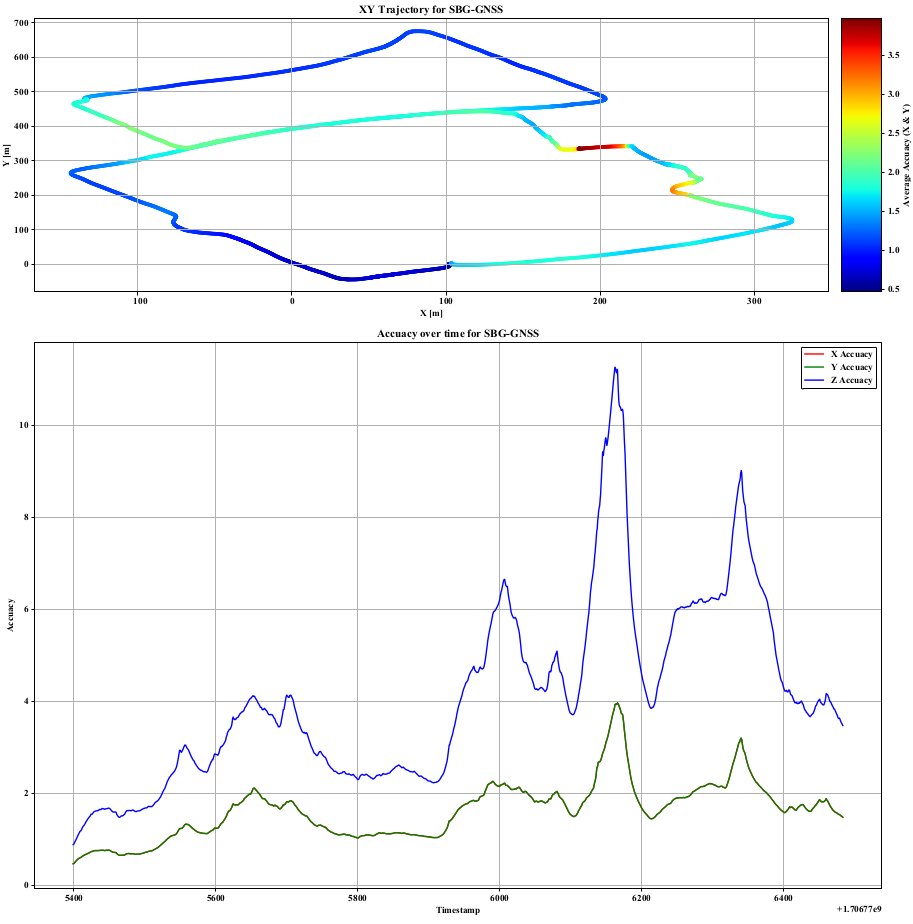 XY Trajectory for SBG-GNSS
700
600
500
400
300
200
100
0
Y [m]
100
0
100
200
300
X [m]
3.5
3.0
2.5
2.0
1.5
1.0
0.5
Average Accuacy (X & Y)
Accuacy over time for SBG-GNSS
X Accuacy
Y Accuacy
Z Accuacy
10
8
6
4
2
0
Accuacy
5400
5600
5800
6000
6200
6400
Timestamp
+1.70677e9